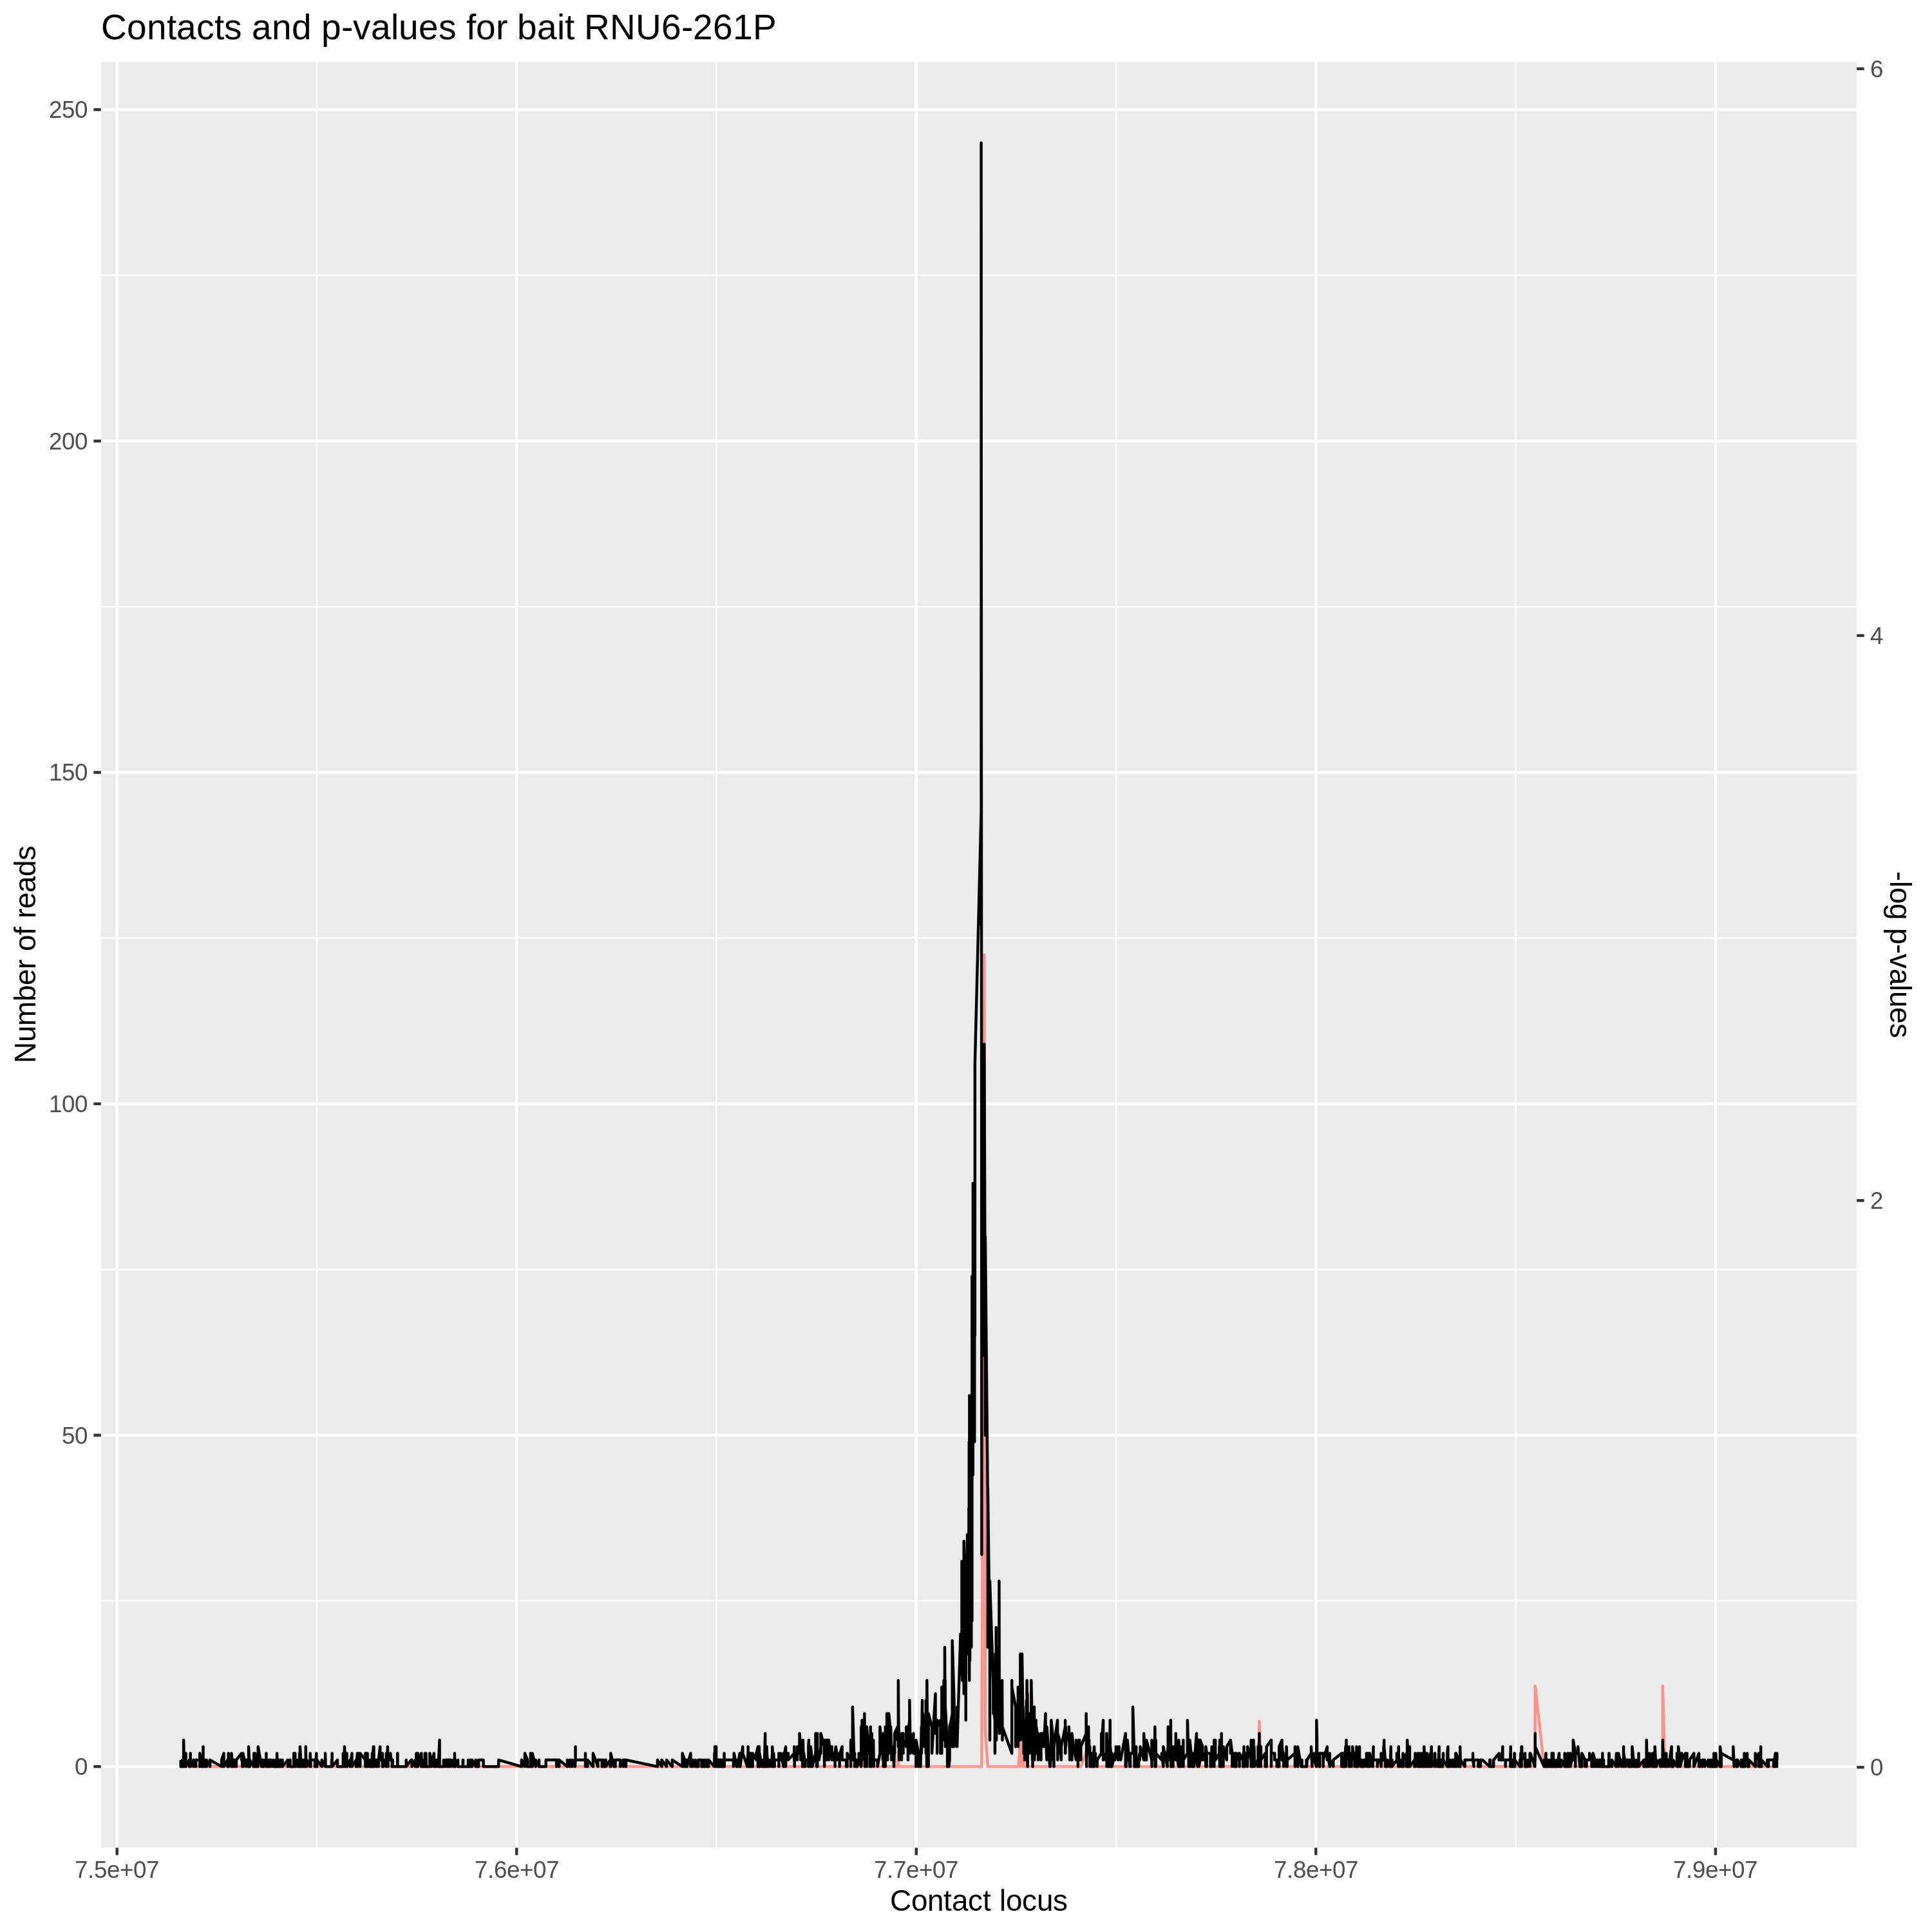 Contacts and p-values for bait RNU6-261P
250
200
150
100
50
0
6
4
2
0
Number of reads
-log p-values
7.5e+07
7.6e+07
7.7e+07
7.8e+07
7.9e+07
Contact locus